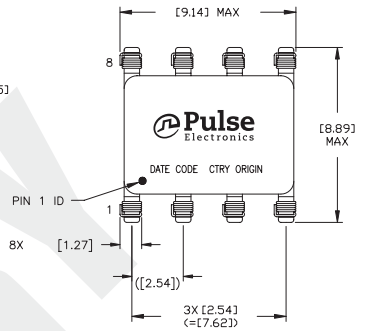 [9.14] MAX
8
5]
Pulse
Electronics
[8.89]
MAX
DATE CODE CTRY ORIGIN
PIN 1 ID
1
8X [1.27]
([2.54])
3X [2.54]
(=[7.62])